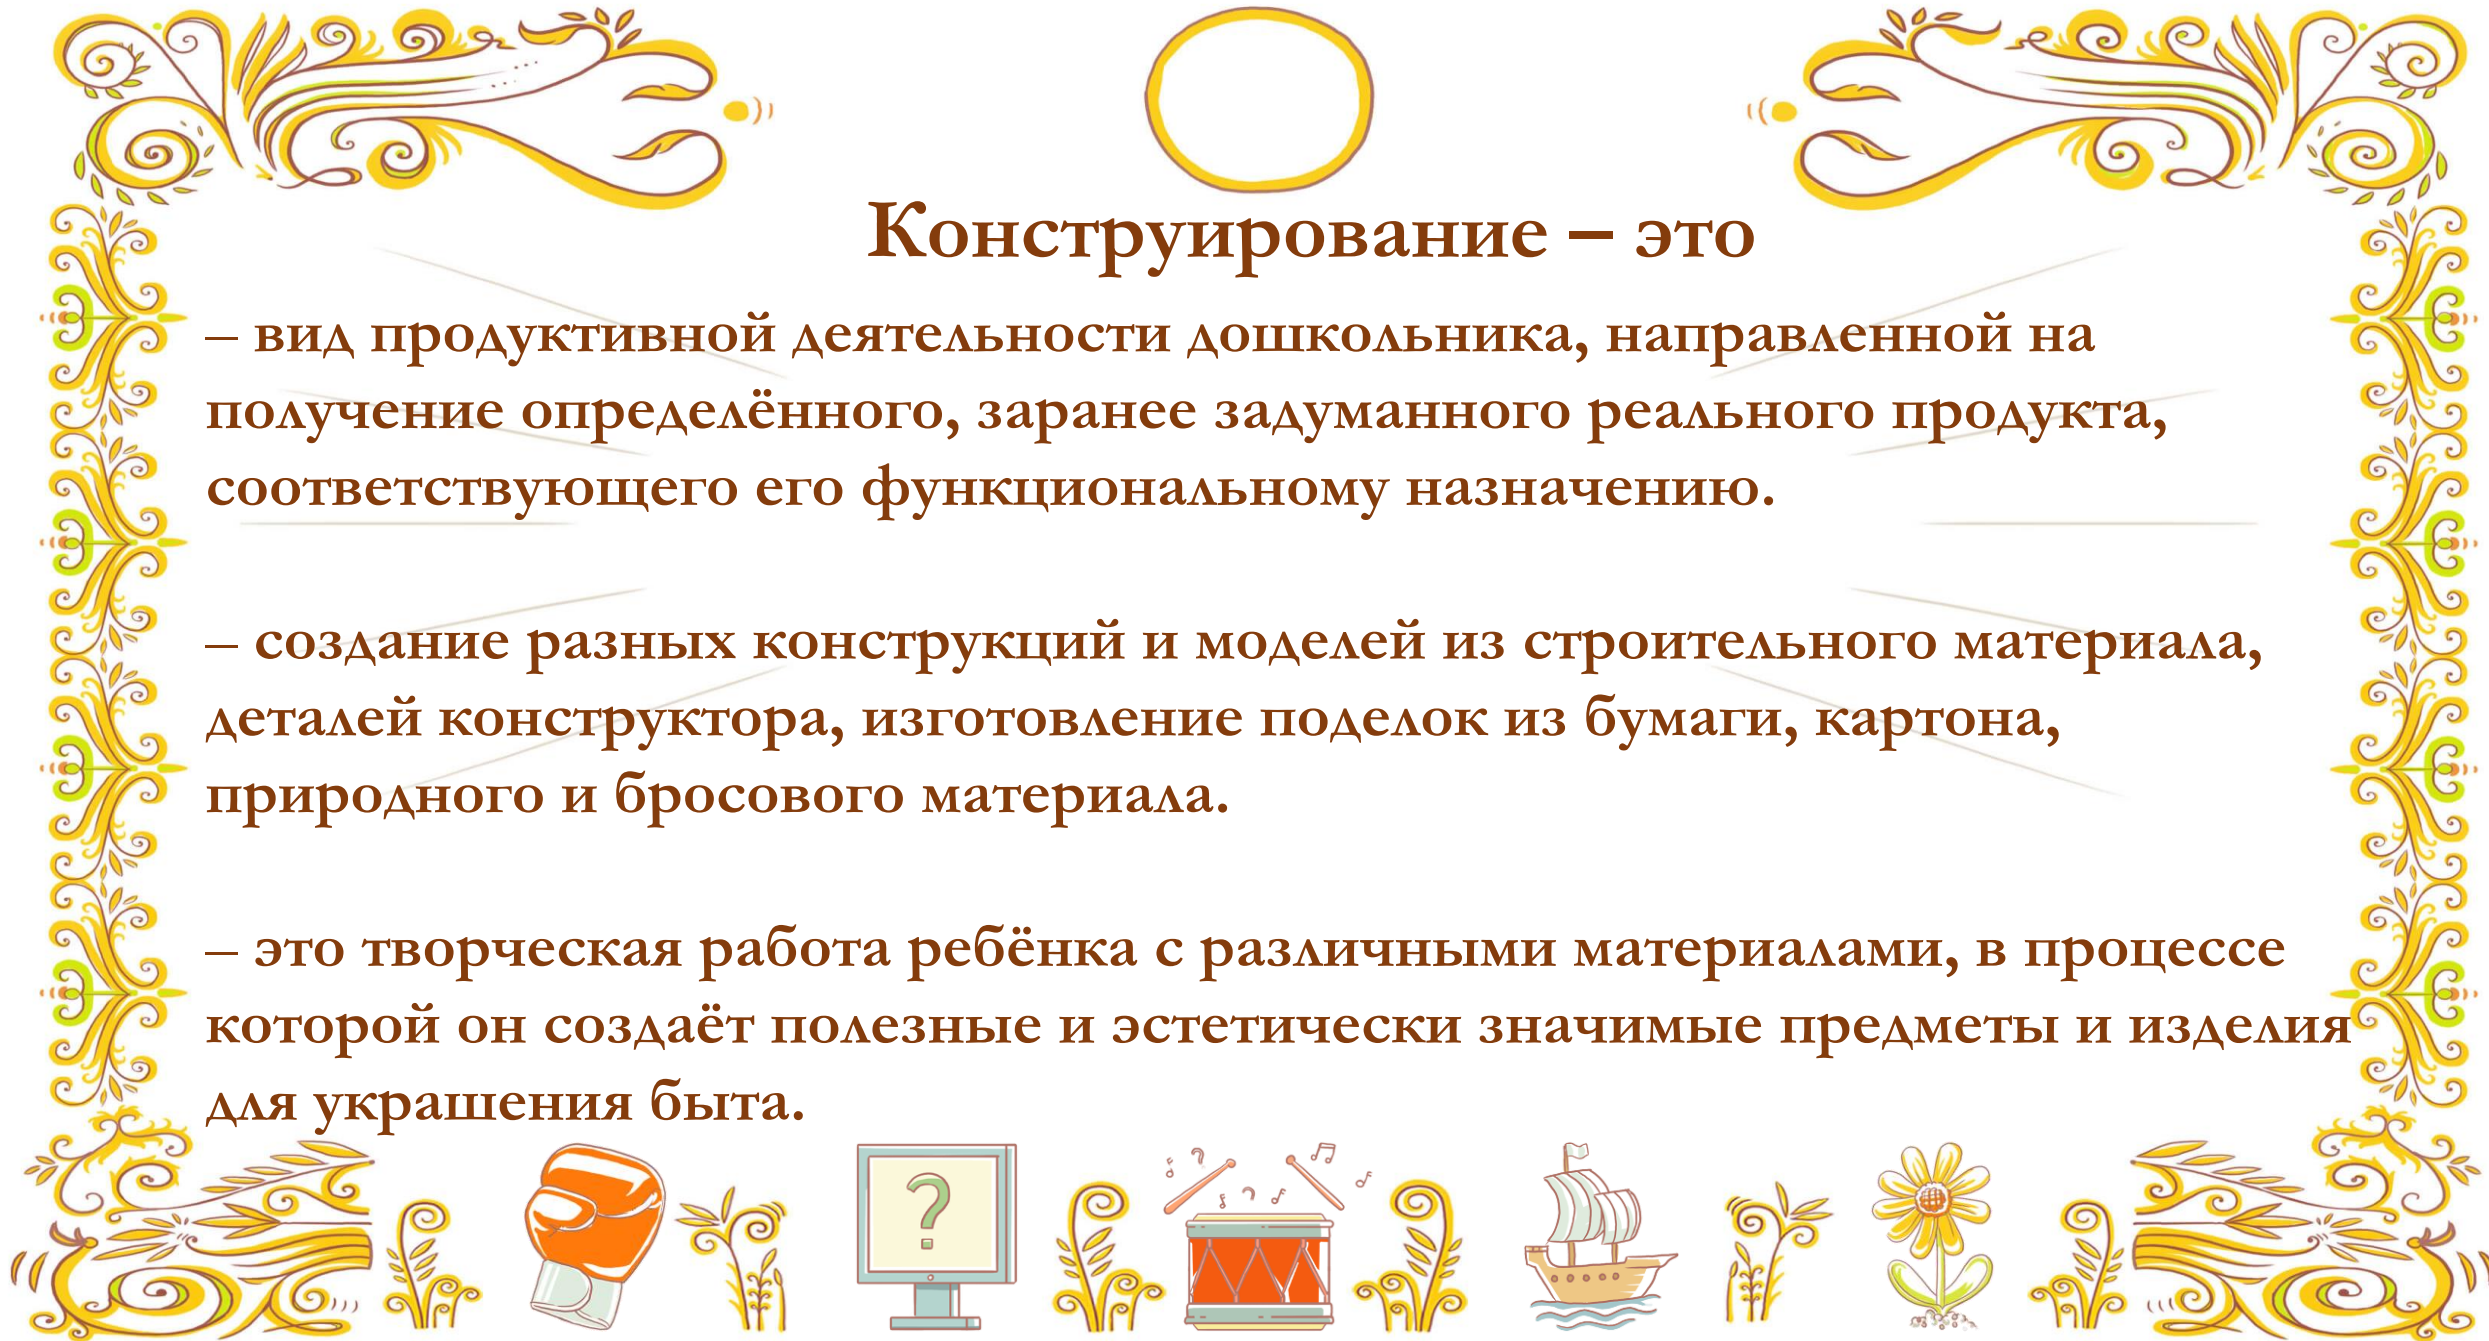 Конструирование – это
– вид продуктивной деятельности дошкольника, направленной на
получение определённого, заранее задуманного реального продукта,
соответствующего его функциональному назначению.
– создание разных конструкций и моделей из строительного материала,
деталей конструктора, изготовление поделок из бумаги, картона,
природного и бросового материала.
– это творческая работа ребёнка с различными материалами, в процессе
которой он создаёт полезные и эстетически значимые предметы и изделия
для украшения быта.
?